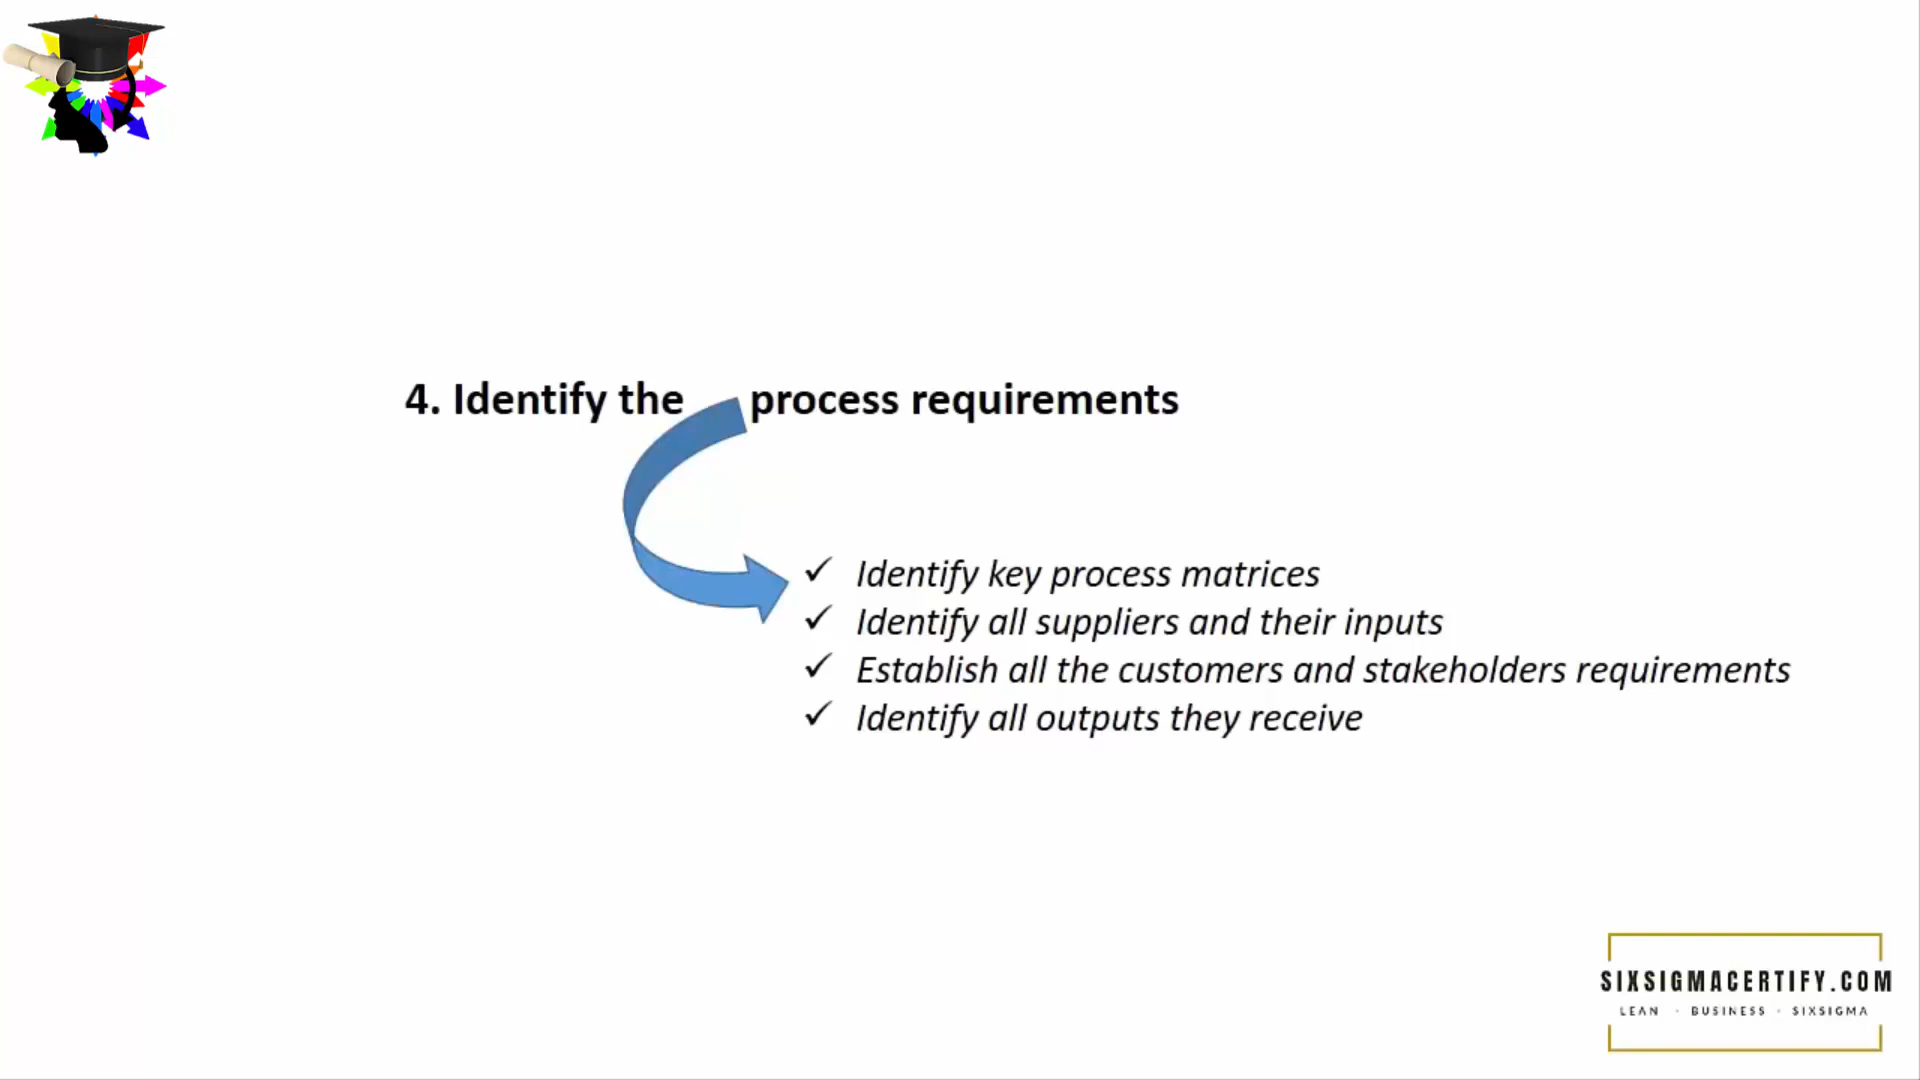 4. Identify the process requirements
✓ Identify key process matrices
✓ Identify all suppliers and their inputs
✓ Establish all the customers and stakeholders requirements
✓ Identify all outputs they receive
SIXSIGMACERTIFY.COM
LEAN · BUSINESS · SIXSIGMA